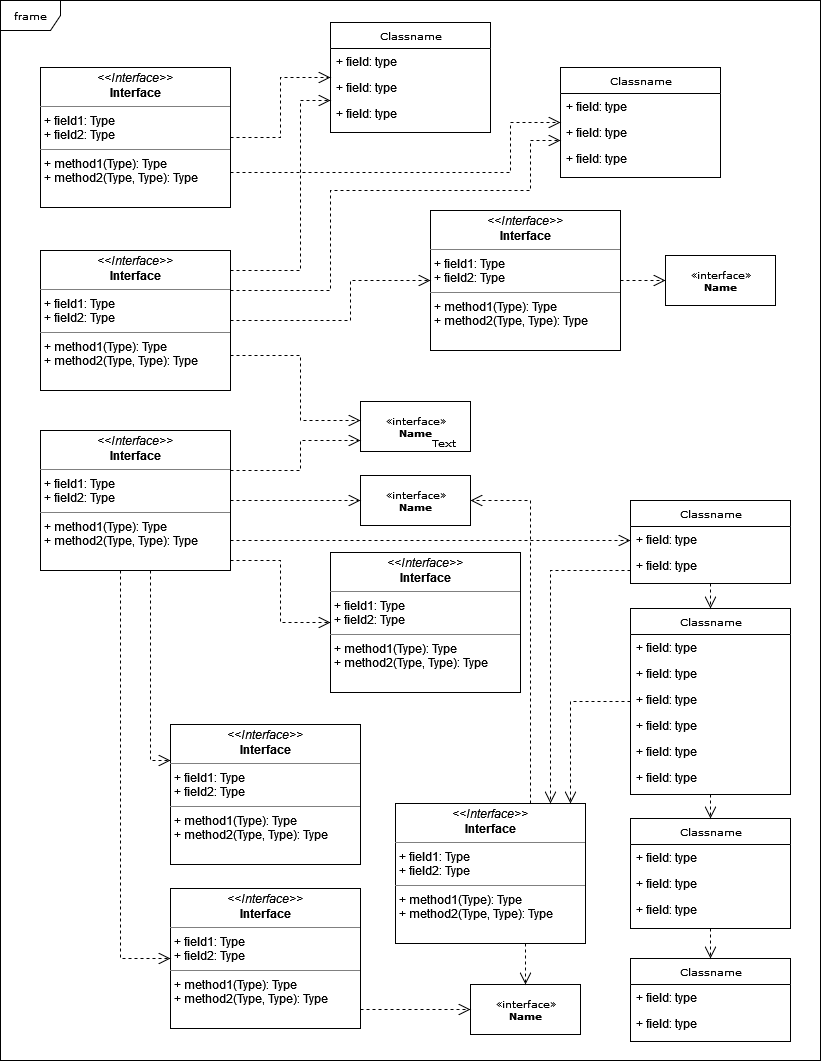 frame
Classname
+ field: type
+ field: type
+ field: type
<<Interface>>
Interface
+ field1: Type
+ field2: Type
+ method1(Type): Type
+ method2(Type, Type): Type
Classname
+ field: type
+ field: type
+ field: type
<<Interface>>
Interface
+ field1: Type
+ field2: Type
+ method1(Type): Type
+ method2(Type, Type): Type
<<Interface>>
Interface
+ field1: Type
+ field2: Type
+ method1(Type): Type
+ method2(Type, Type): Type
«interface»
Name
«interface»
Name
Text
<<Interface>>
Interface
+ field1: Type
+ field2: Type
+ method1(Type): Type
+ method2(Type, Type): Type
«interface»
Name
Classname
+ field: type
+ field: type
<<Interface>>
Interface
+ field1: Type
+ field2: Type
+ method1(Type): Type
+ method2(Type, Type): Type
Classname
+ field: type
+ field: type
+ field: type
+ field: type
+ field: type
+ field: type
<<Interface>>
Interface
+ field1: Type
+ field2: Type
+ method1(Type): Type
+ method2(Type, Type): Type
<<Interface>>
Interface
+ field1: Type
+ field2: Type
+ method1(Type): Type
+ method2(Type, Type): Type
Classname
+ field: type
+ field: type
+ field: type
<<Interface>>
Interface
+ field1: Type
+ field2: Type
+ method1(Type): Type
+ method2(Type, Type): Type
«interface»
Name
Classname
+ field: type
+ field: type